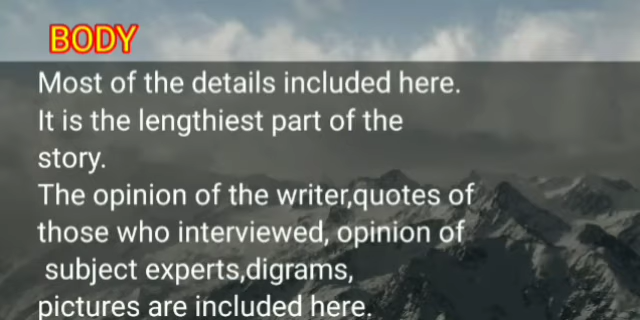 BODY
Most of the details included here.
It is the lengthiest part of the
story.
The opinion of the writer,quotes of
those who interviewed, opinion of
subject experts,digrams,
pictures are included here.